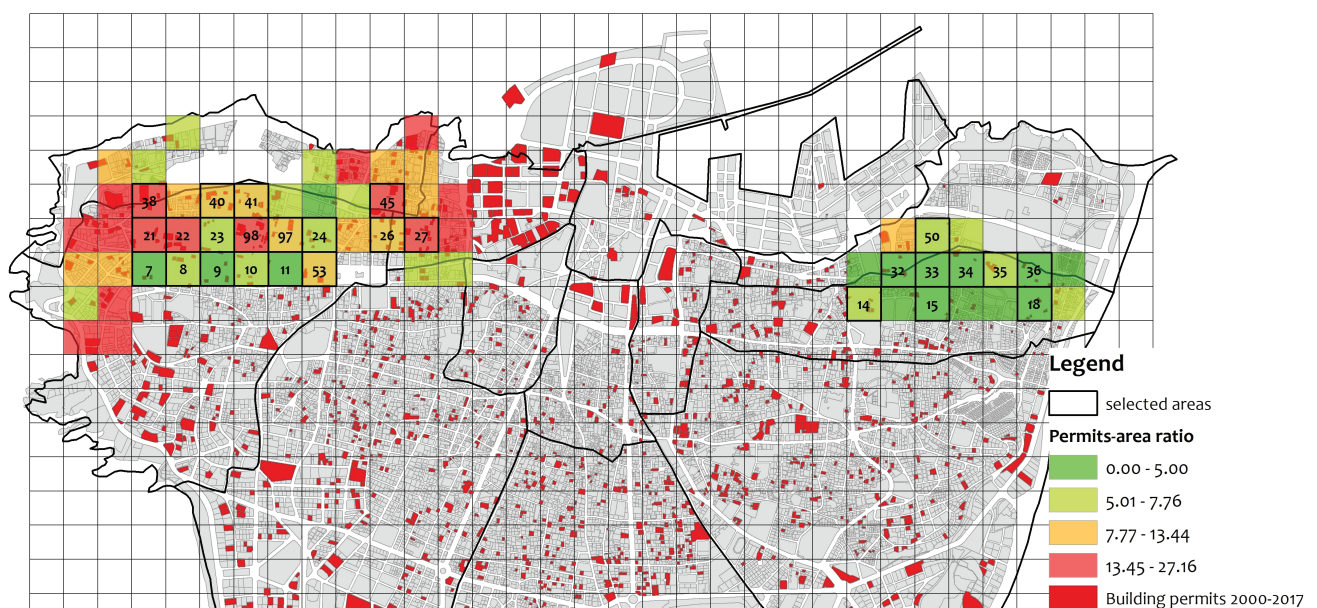 38 40 41 45
21 22 23 98 97 24 26 27
50
7 8 9 10 11 53
32 33 34 35 36
14 15 18
Legend
selected areas
Permits-area ratio
0.00 - 5.00
5.01 - 7.76
7.77 - 13.44
13.45 - 27.16
Building permits 2000-2017